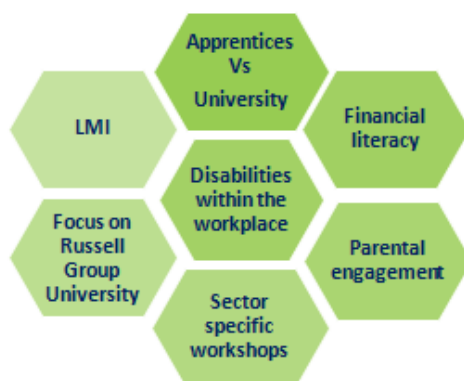 Apprentices
Vs
University
LMI
Financial
literacy
Disabilities
within the
workplace
Focus on
Russell
Group
University
Parental
engagement
Sector
specific
workshops